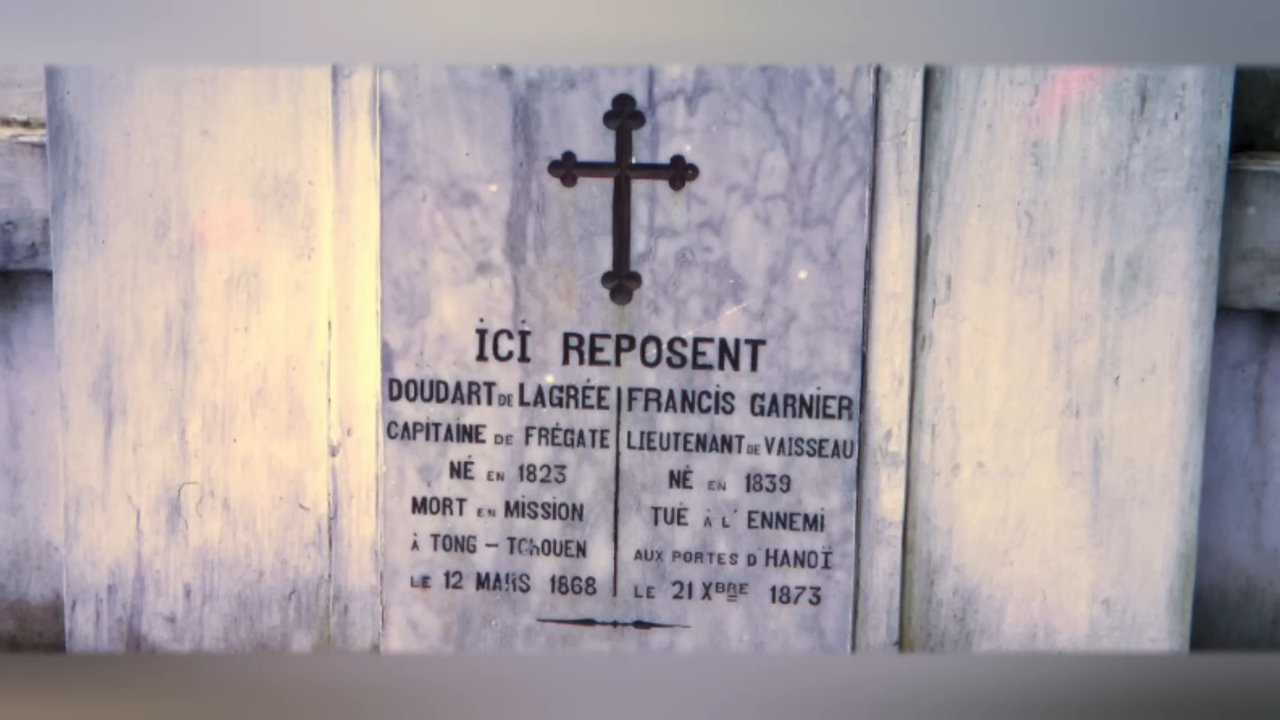 ICI REPOSENT
DOUDART DE LAGRÉE
CAPITAINE DE FRÉGATE
NÉ EN 1823
MORT EN MISSION
À TONG - TCHOUEN
LE 12 MARS 1868
FRANCIS GARNIER
LIEUTENANT DE VAISSEAU
NÉ EN 1839
TUÉ À L' ENNEMI
AUX PORTES D HANOÏ
LE 21 XBRE 1873